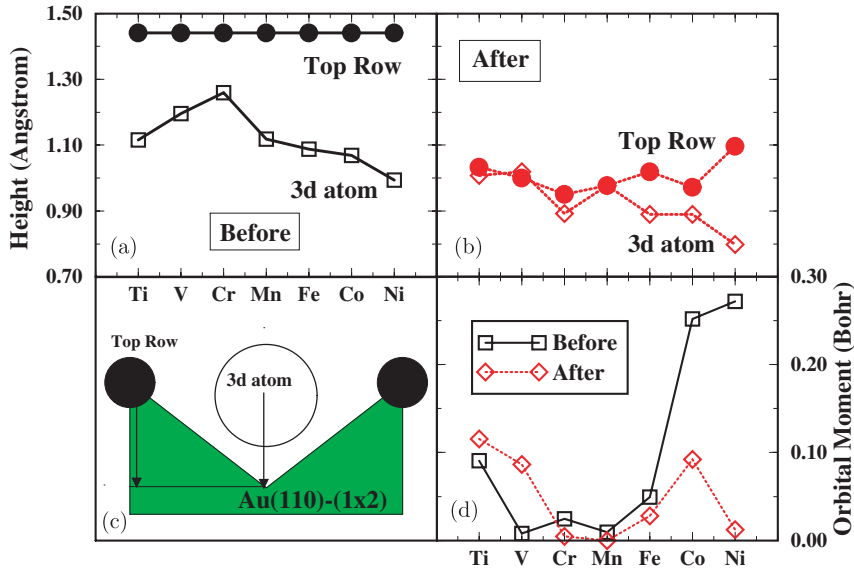 Height (Angstrom)
1.50
1.30
1.10
0.90
0.70
Top Row
3d atom
(a)
Before
Ti V Cr Mn Fe Co Ni
After
Top Row
(b)
3d atom
Top Row
3d atom
(c)
Au(110)-(1x2)
Before
After
(d)
Ti V Cr Mn Fe Co Ni
0.30
0.20
0.10
0.00
Orbital Moment (Bohr)